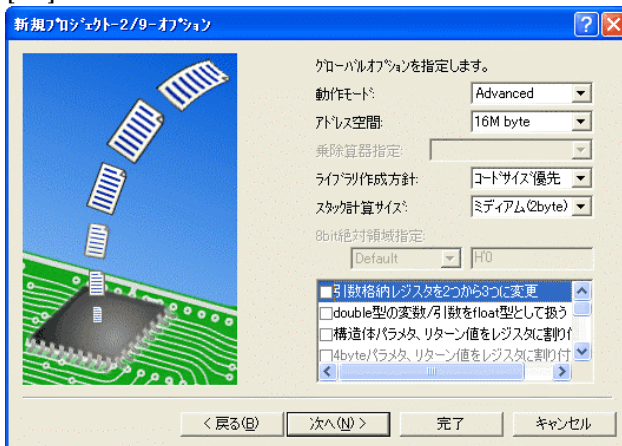 新規ﾌﾟﾛｼﾞｪｸﾄ-2/9-ｵﾌﾟｼｮﾝ
ｸﾞﾛｰﾊﾞﾙｵﾌﾟｼｮﾝを指定します。
動作ﾓｰﾄﾞ: Advanced
ｱﾄﾞﾚｽ空間: 16M byte
乗除算器指定:
ﾗｲﾌﾞﾗﾘ作成方針: ｺｰﾄﾞｻｲｽﾞ優先
ｽﾀｯｸ計算ｻｲｽﾞ: ﾐﾃﾞｨｱﾑ(2byte)
8bit絶対領域指定:
Default H'0
引数格納レジスタを2つから3つに変更
double型の変数/引数をfloat型として扱う
構造体パラメタ、リターン値をレジスタに割り付
4byteパラメタ、リターン値をレジスタに割り付
< 戻る(B) 次へ(N) > 完了 キャンセル